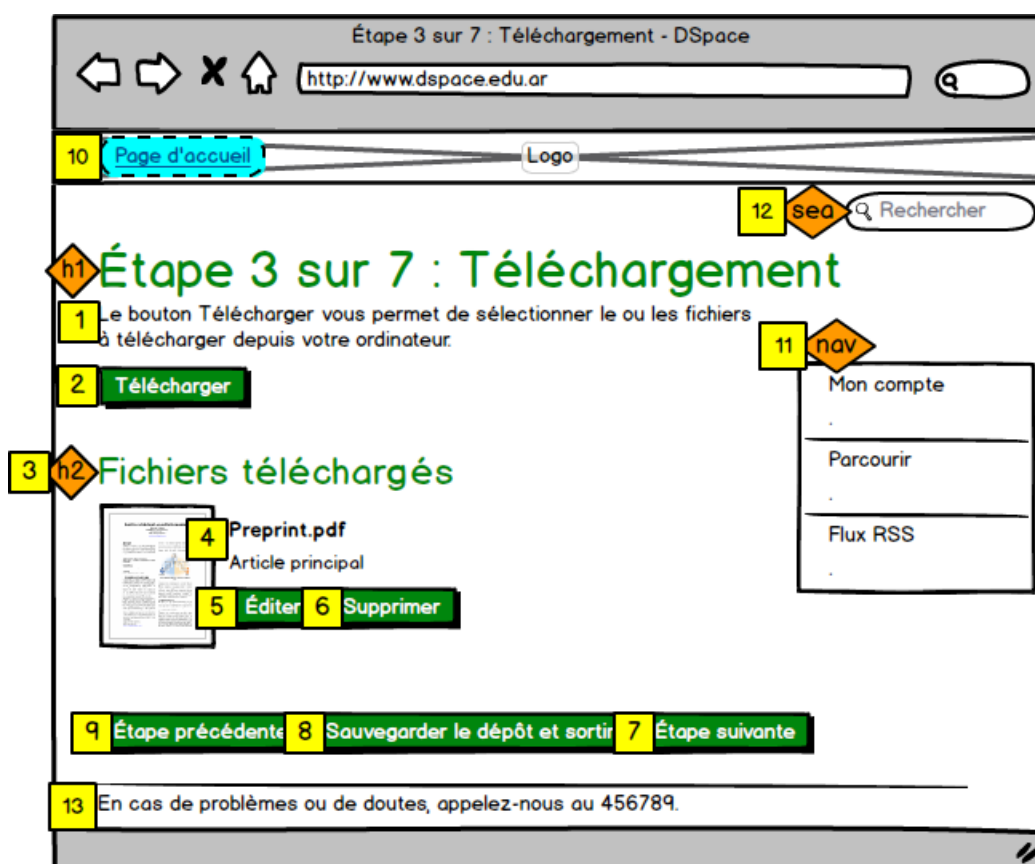 Étape 3 sur 7 : Téléchargement - DSpace
http://www.dspace.edu.ar
10 Page d'accueil Logo
12 sea Rechercher
h1 Étape 3 sur 7 : Téléchargement
1 Le bouton Télécharger vous permet de sélectionner le ou les fichiers
à télécharger depuis votre ordinateur.
11 nav
2 Télécharger
Mon compte
.
Parcourir
.
Flux RSS
.
3 h2 Fichiers téléchargés
4 Preprint.pdf
Article principal
5 Éditer 6 Supprimer
9 Étape précédente 8 Sauvegarder le dépôt et sortir 7 Étape suivante
13 En cas de problèmes ou de doutes, appelez-nous au 456789.